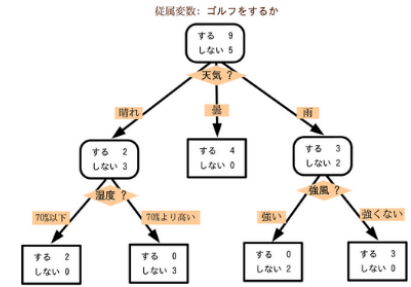 従属変数: ゴルフをするか
する 9
しない 5
天気 ?
晴れ
曇
雨
する 2
しない 3
する 4
しない 0
する 3
しない 2
湿度 ?
強風 ?
70%以下
70%より高い
強い
強くない
する 2
しない 0
する 0
しない 3
する 0
しない 2
する 3
しない 0